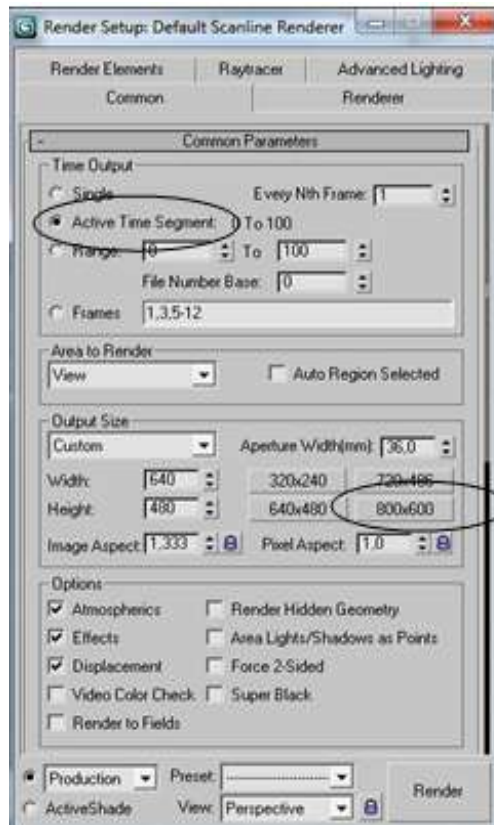 Render Setup: Default Scanline Renderer
Render Elements Raytracer Advanced Lighting
Common Renderer
- Common Parameters
Time Output
Single Every Nth Frame: 1
Active Time Segment: 0 To 100
Range: 0 To 100
File Number Base: 0
Frames 1,3,5-12
Area to Render
View Auto Region Selected
Output Size
Custom Aperture Width(mm): 36,0
Width: 640 320x240 720x486
Height: 480 640x480 800x600
Image Aspect: 1,333 Pixel Aspect: 1,0
Options
Atmospherics Render Hidden Geometry
Effects Area Lights/Shadows as Points
Displacement Force 2-Sided
Video Color Check Super Black
Render to Fields
Production Preset: Render
ActiveShade View: Perspective